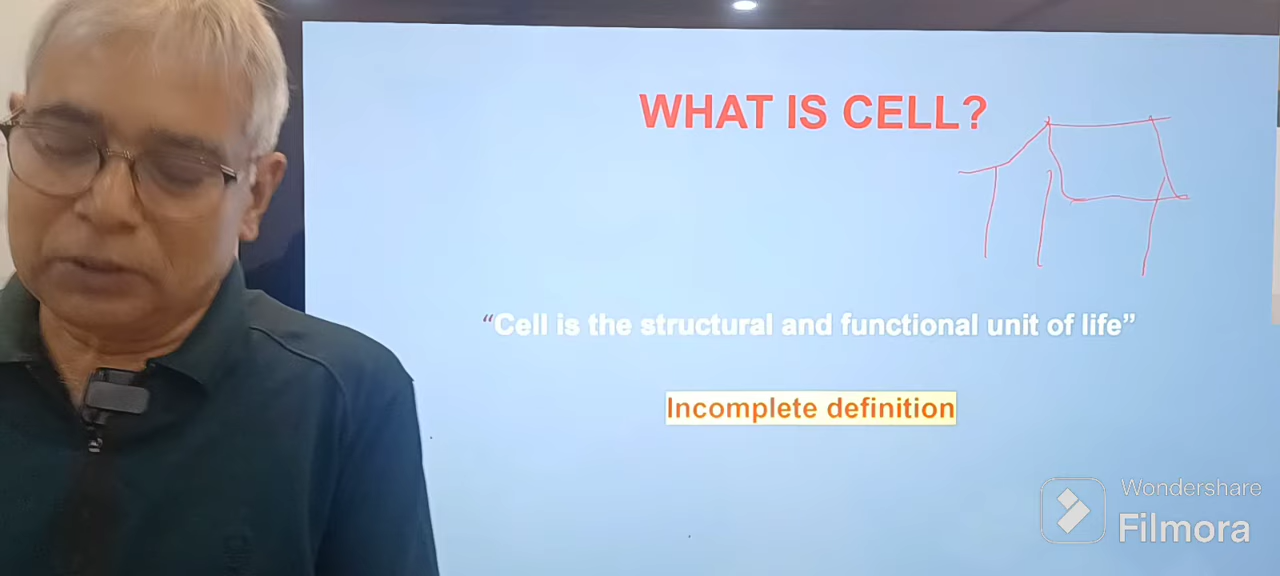 WHAT IS CELL?
“Cell is the structural and functional unit of life”
Incomplete definition
Wondershare
Filmora